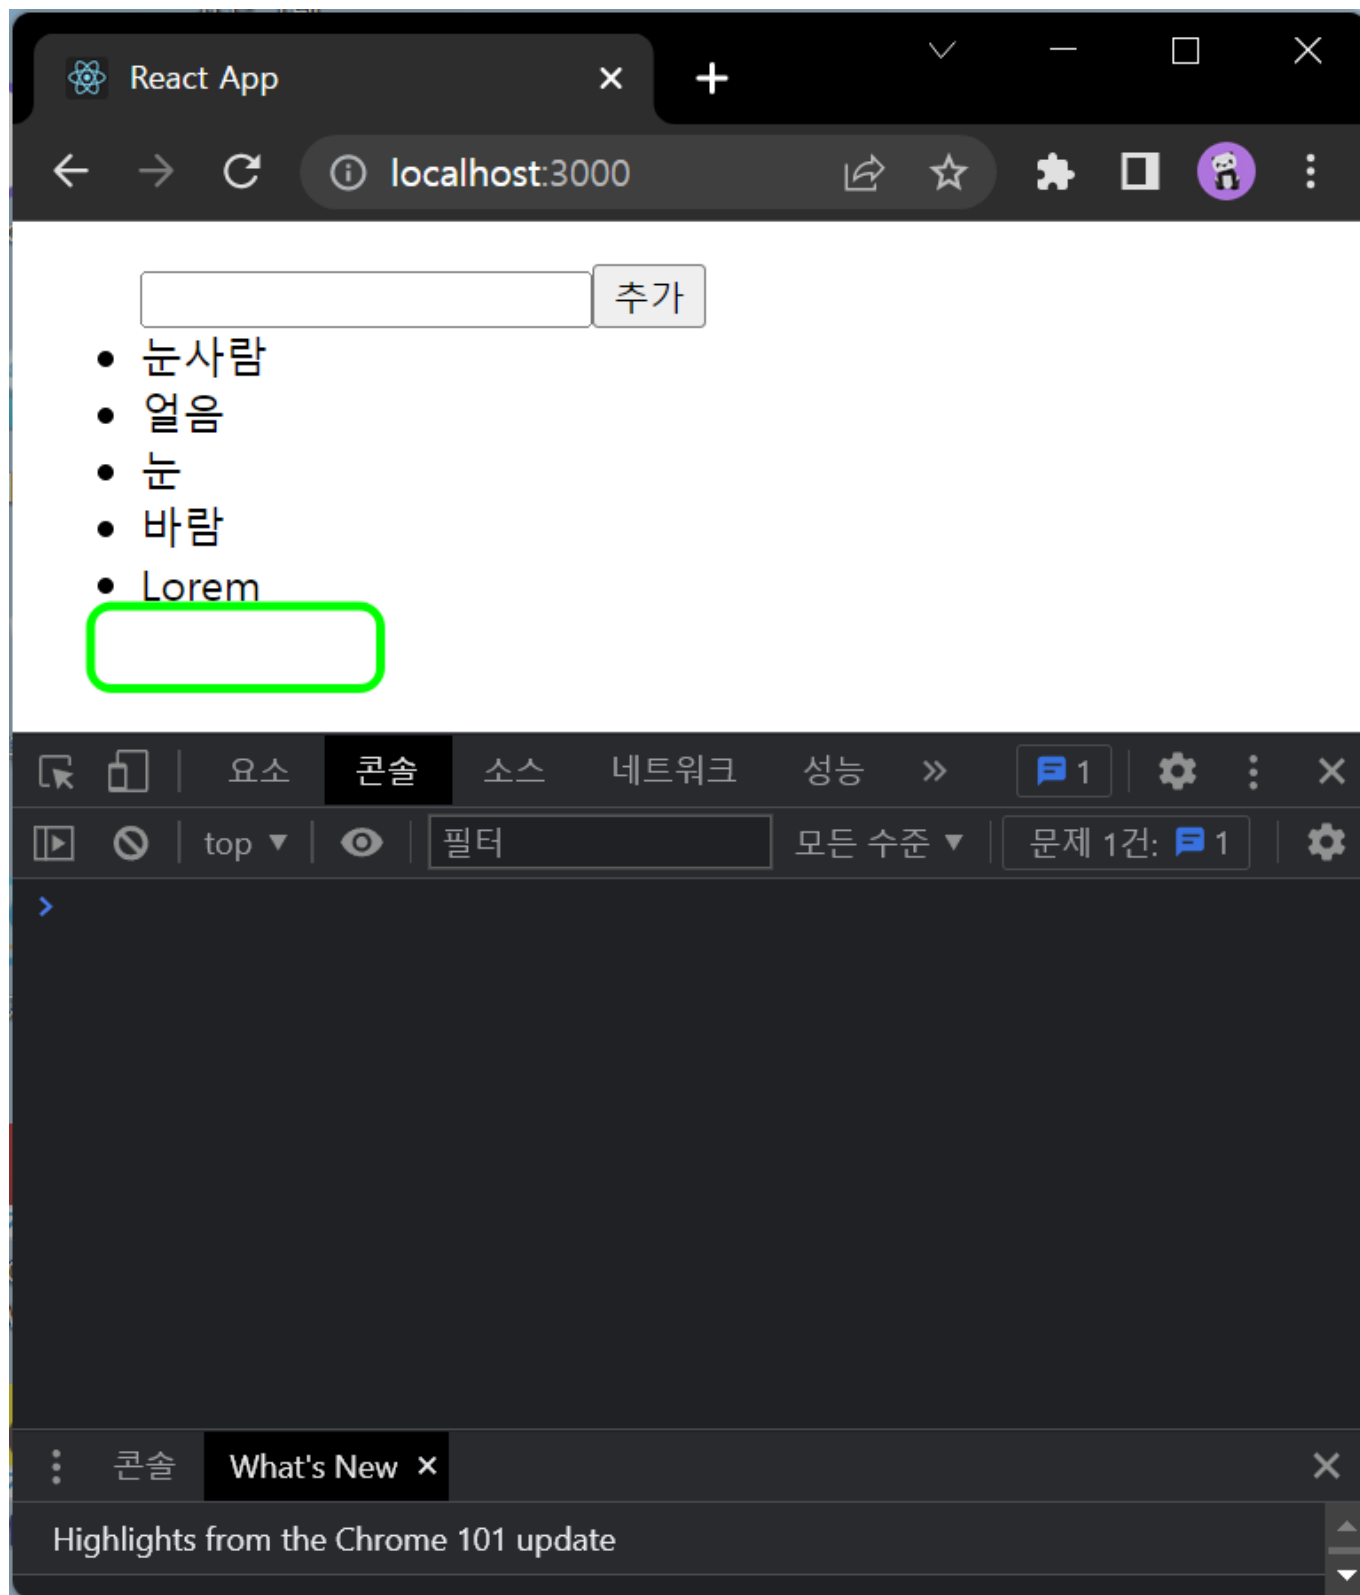 React App
localhost:3000
추가
눈사람
얼음
눈
바람
Lorem
요소 콘솔 소스 네트워크 성능 » 1
top ▼ 필터 모든 수준 ▼ 문제 1건: 1
>
콘솔 What's New
Highlights from the Chrome 101 update